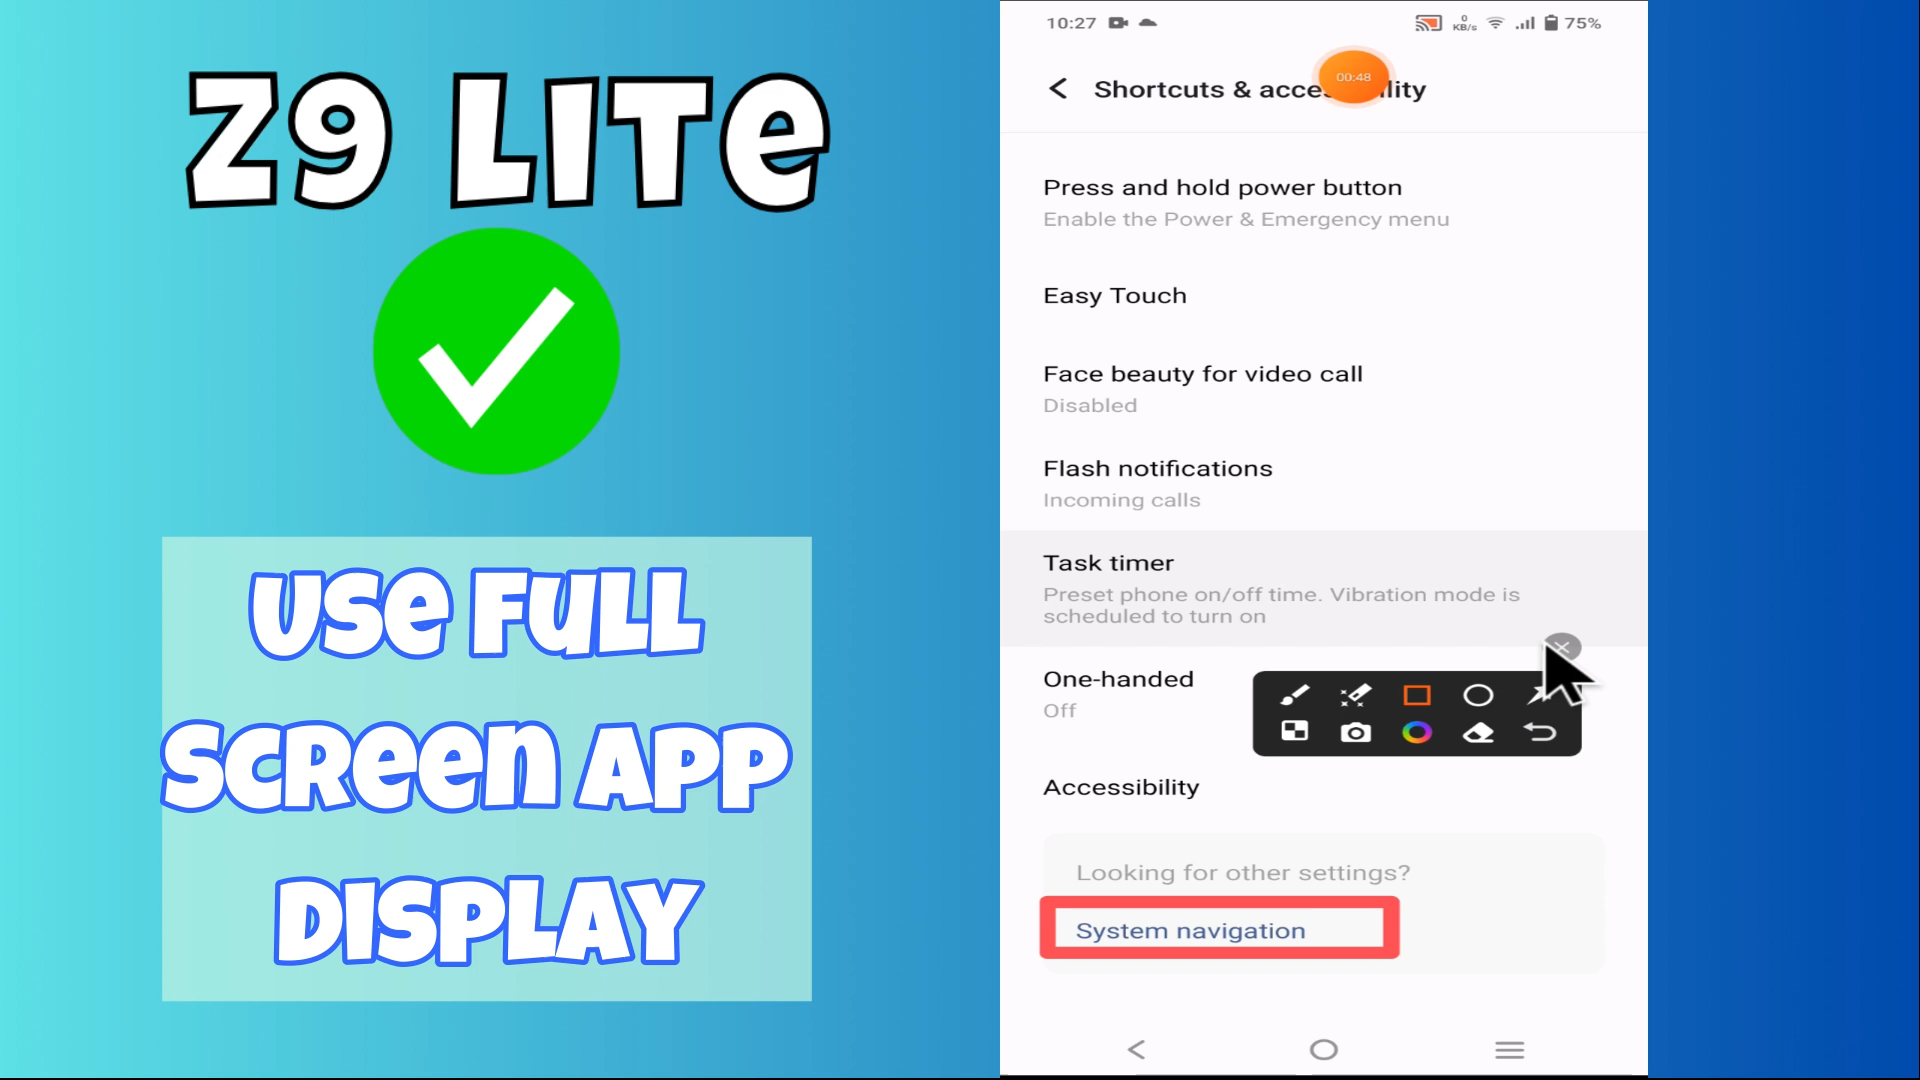 Z9 LITE
USE FULL
SCREEN APP
DISPLAY
10:27
0
KB/s
75%
00:48
Shortcuts & acce lity
Press and hold power button
Enable the Power & Emergency menu
Easy Touch
Face beauty for video call
Disabled
Flash notifications
Incoming calls
Task timer
Preset phone on/off time. Vibration mode is
scheduled to turn on
One-handed
Off
Accessibility
Looking for other settings?
System navigation